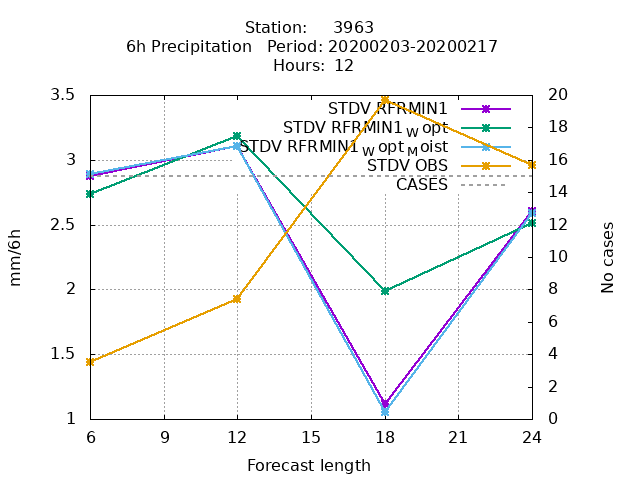 Station: 3963
6h Precipitation Period: 20200203-20200217
Hours: 12
3.5
3
2.5
2
1.5
1
mm/6h
STDV RFRMIN1
STDV RFRMIN1 W opt
STDV RFRMIN1 W opt M oist
STDV OBS
CASES
20
18
16
14
12
10
8
6
4
2
0
No cases
6 9 12 15 18 21 24
Forecast length